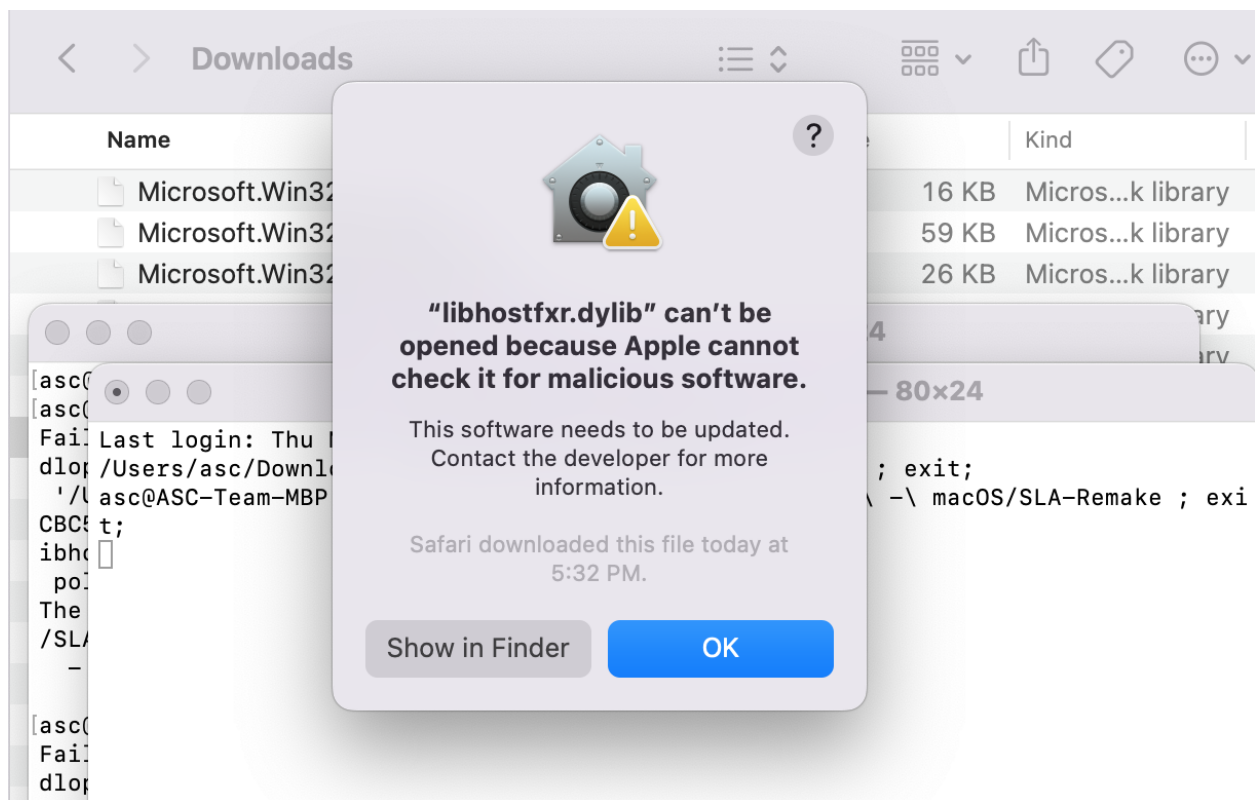 Downloads
Name
Kind
Microsoft.Win32
16 KB Micros...k library
Microsoft.Win32
59 KB Micros...k library
Microsoft.Win32
26 KB Micros...k library
?
“libhostfxr.dylib” can’t be
opened because Apple cannot
check it for malicious software.
This software needs to be updated.
Contact the developer for more
information.
Safari downloaded this file today at
5:32 PM.
Show in Finder
OK
— 80×24
Last login: Thu
/Users/asc/Downl
; exit;
asc@ASC-Team-MBP
\ -\ macOS/SLA-Remake ; exi
t;
[asc@
[asc@
Fail
dlop
'/U
CBC5
ibho
pol
The
/SLA
–
[asc@
Fail
dlop